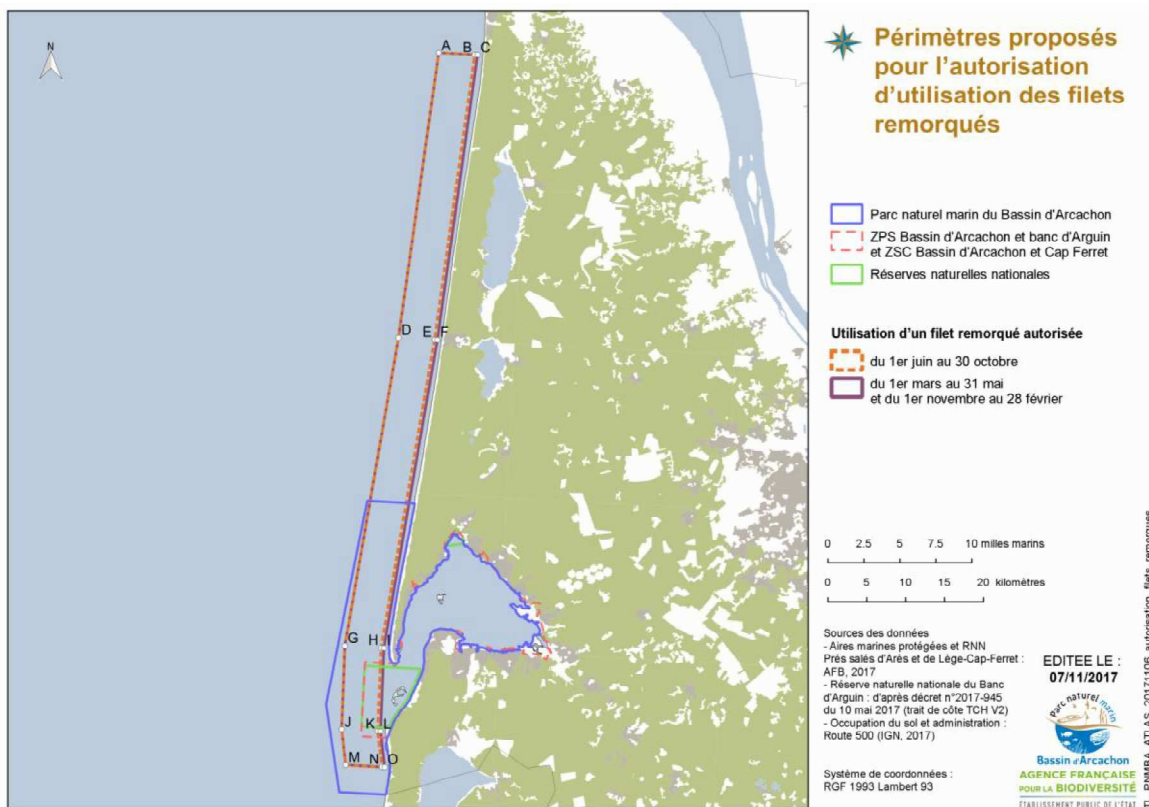 N
A B C
D E F
G H I
J K L
M N O
Périmètres proposés
pour l'autorisation
d'utilisation des filets
remorqués
Parc naturel marin du Bassin d'Arcachon
ZPS Bassin d'Arcachon et banc d'Arguin
et ZSC Bassin d'Arcachon et Cap Ferret
Réserves naturelles nationales
Utilisation d'un filet remorqué autorisée
du 1er juin au 30 octobre
du 1er mars au 31 mai
et du 1er novembre au 28 février
0 2.5 5 7.5 10 milles marins
0 5 10 15 20 kilomètres
Sources des données
- Aires marines protégées et RNN
Prés salés d'Arès et de Lège-Cap-Ferret :
AFB, 2017
- Réserve naturelle nationale du Banc
d'Arguin : d'après décret n°2017-945
du 10 mai 2017 (trait de côte TCH V2)
- Occupation du sol et administration :
Route 500 (IGN, 2017)
Système de coordonnées :
RGF 1993 Lambert 93
EDITEE LE :
07/11/2017
Parc naturel marin
Bassin d'Arcachon
AGENCE FRANÇAISE
POUR LA BIODIVERSITÉ
ÉTABLISSEMENT PUBLIC DE L'ÉTAT
PNMBA_ATLAS_20171106_autorisation_filets_remorques